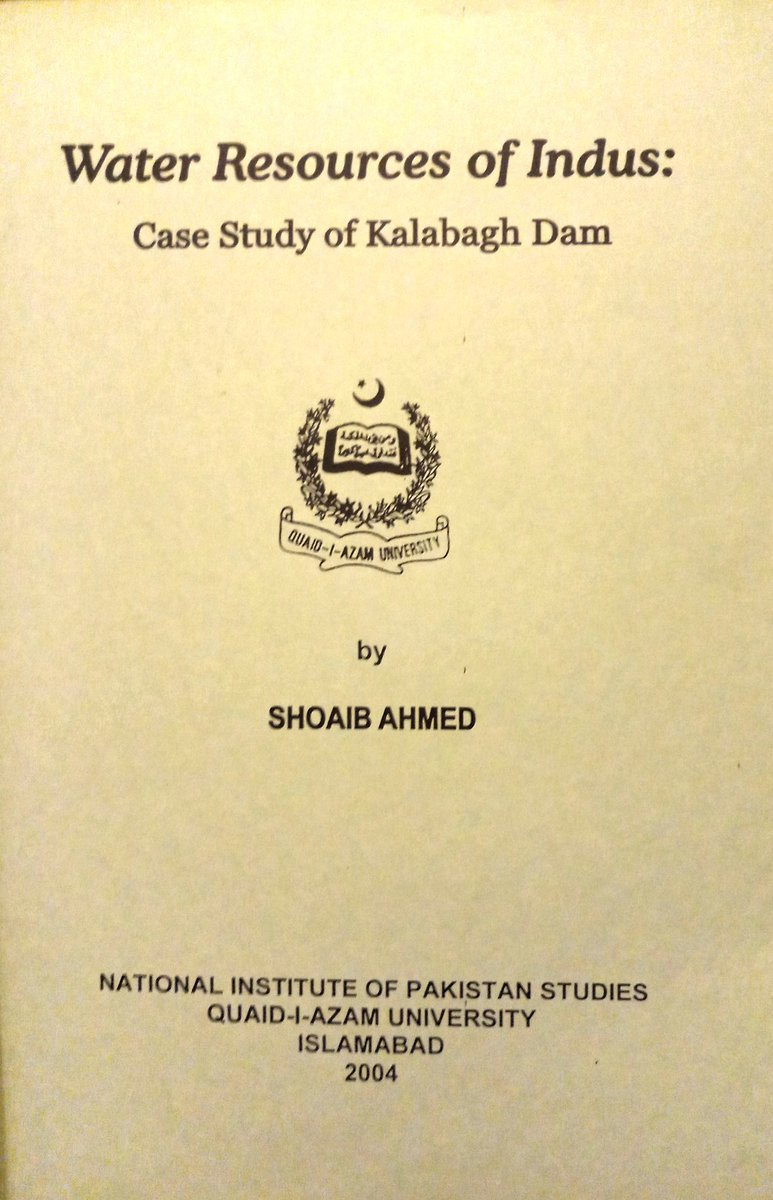 Water Resources of Indus:
Case Study of Kalabagh Dam
QUAID-I-AZAM UNIVERSITY
by
SHOAIB AHMED
NATIONAL INSTITUTE OF PAKISTAN STUDIES
QUAID-I-AZAM UNIVERSITY
ISLAMABAD
2004